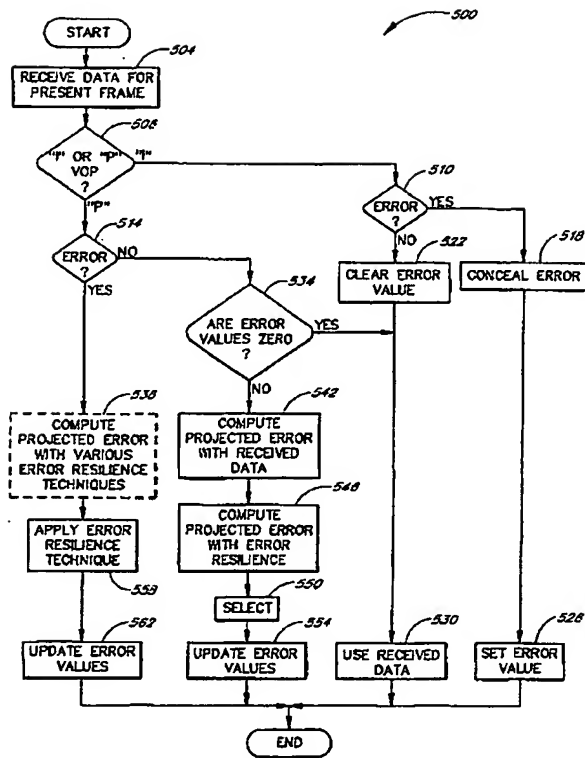 500
START
504
RECEIVE DATA FOR
PRESENT FRAME
508
"I" OR "P"
VOP
?
"I"
"P"
510
ERROR
?
YES
NO
514
ERROR
?
NO
YES
522
CLEAR ERROR
VALUE
518
CONCEAL ERROR
534
ARE ERROR
VALUES ZERO
?
YES
NO
538
COMPUTE
PROJECTED ERROR
WITH VARIOUS
ERROR RESILIENCE
TECHNIQUES
542
COMPUTE
PROJECTED ERROR
WITH RECEIVED
DATA
546
COMPUTE
PROJECTED ERROR
WITH ERROR
RESILIENCE
APPLY ERROR
RESILIENCE
TECHNIQUE
558
550
SELECT
562
UPDATE ERROR
VALUES
554
UPDATE ERROR
VALUES
530
USE RECEIVED
DATA
526
SET ERROR
VALUE
END